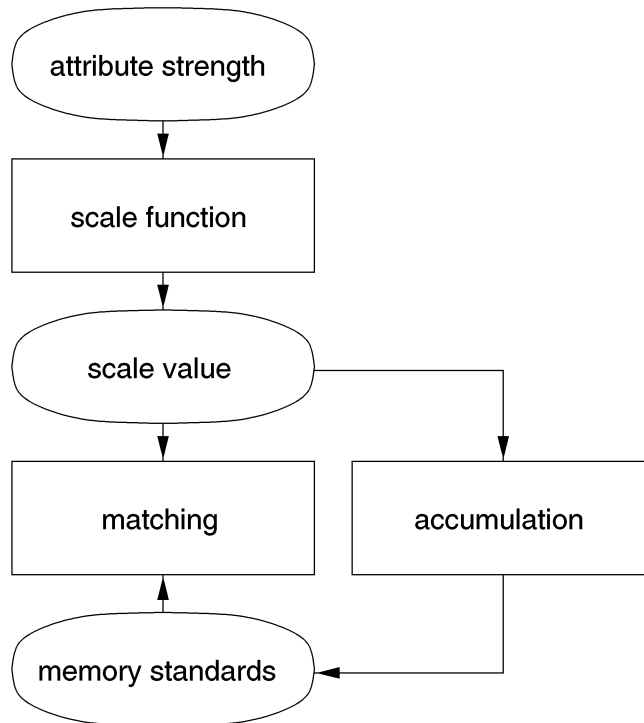 attribute strength
scale function
scale value
matching
accumulation
memory standards